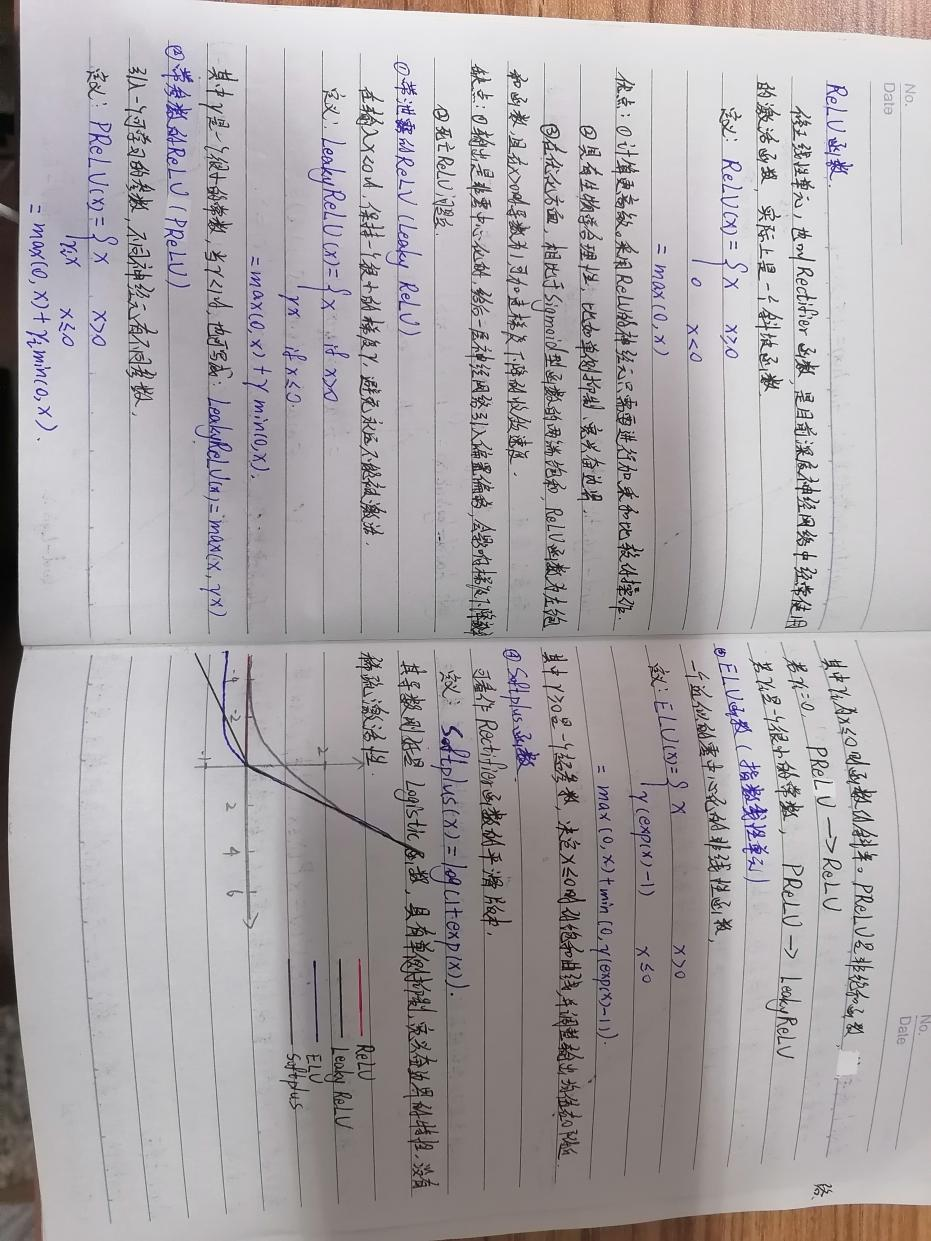 No.
Date
ReLU函数.
修正线性单元, 也叫Rectifier函数, 是目前深度神经网络中经常使用
的激活函数, 实际上是一个斜坡函数.
定义: ReLU(x) = { x x≥0
0 x<0
= max(0, x)
优点: ① 计算更高效. 采用ReLU的神经元只需要进行加乘和比较的操作.
② 具有生物学合理性, 比如单侧抑制 宽兴奋边界.
③ 在优化方面, 相比于Sigmoid型函数的两端饱和, ReLU函数为左饱
和函数, 且在x>0时导数为1 可加速梯度下降的收敛速度.
缺点: ① 输出是非零中心化的, 给后一层神经网络引入偏置偏移, 会影响梯度下降效
② 死亡ReLU问题.
① 带泄露的ReLU (Leaky ReLU)
在输入x<0时, 保持一个很小的梯度γ, 避免永远不能被激活.
定义: LeakyReLU(x) = { x if x>0
γx if x≤0.
= max(0, x) + γ min(0, x).
其中γ是一个很小的常数, 当γ<1时, 也可写成: LeakyReLU(x) = max(x, γx)
② 带参数的ReLU (PReLU)
引入一个可学习的参数, 不同神经元有不同参数.
定义: PReLU(x) = { x x>0
γix x≤0
= max(0, x) + γi min(0, x).
No.
Date
其中γi为x≤0时函数的斜率。PReLU是非饱和函数,
若γi=0, PReLU → ReLU
若γi是一个很小的常数, PReLU → LeakyReLU
③ ELU函数 (指数线性单元)
一个近似的零中心化的非线性函数,
定义: ELU(x) = { x x>0
γ(exp(x)-1) x≤0
= max(0, x) + min(0, γ(exp(x)-1)).
其中γ≥0是一个超参数, 决定x≤0时的饱和曲线, 并调整输出均值在0附近.
④ Softplus函数
可看作Rectifier函数的平滑版本,
定义: Softplus(x) = log(1+exp(x)).
其导数刚好是Logistic函数, 具有单侧抑制, 宽兴奋边界的特性, 没有
稀疏激活性.
ReLU
Leaky ReLU
ELU
Softplus
2
-4 -2 2 4 6
-1